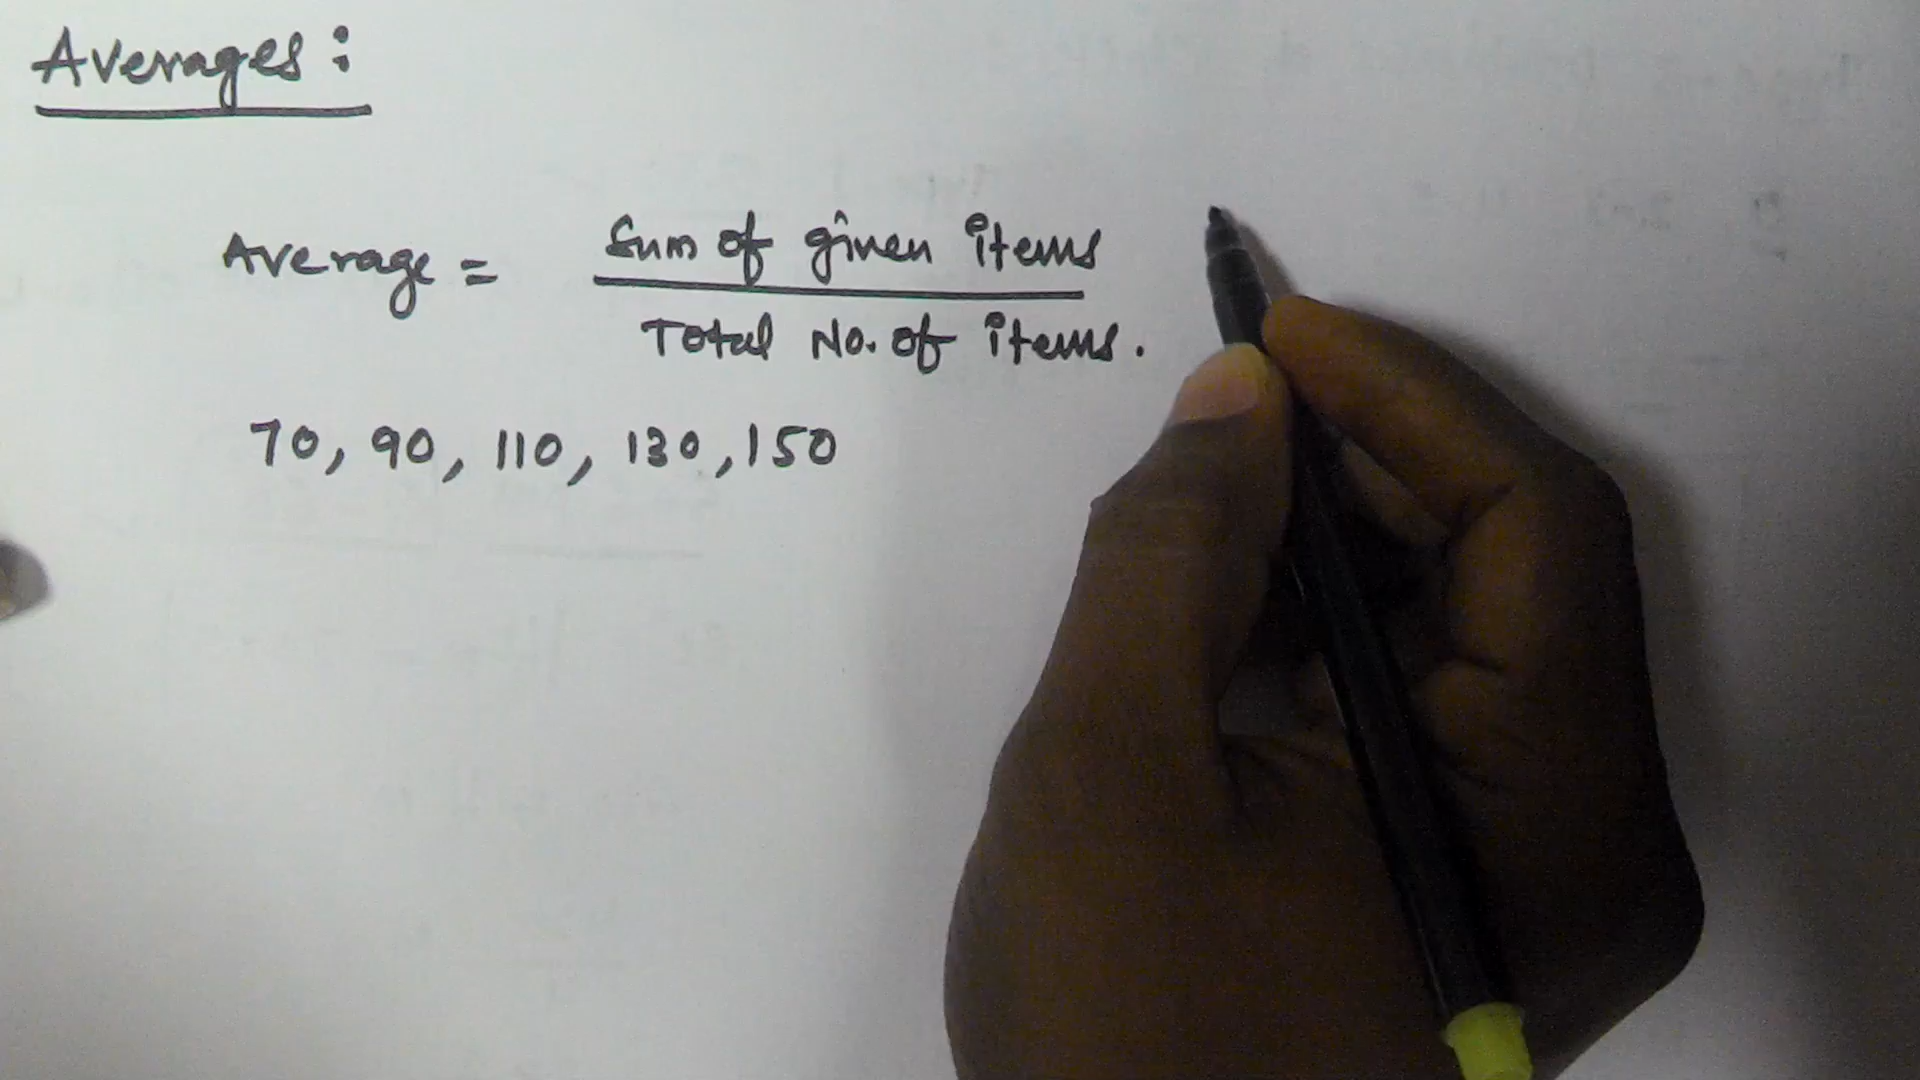 Averages:
Average = Sum of given items
Total No. of items.
70, 90, 110, 130, 150